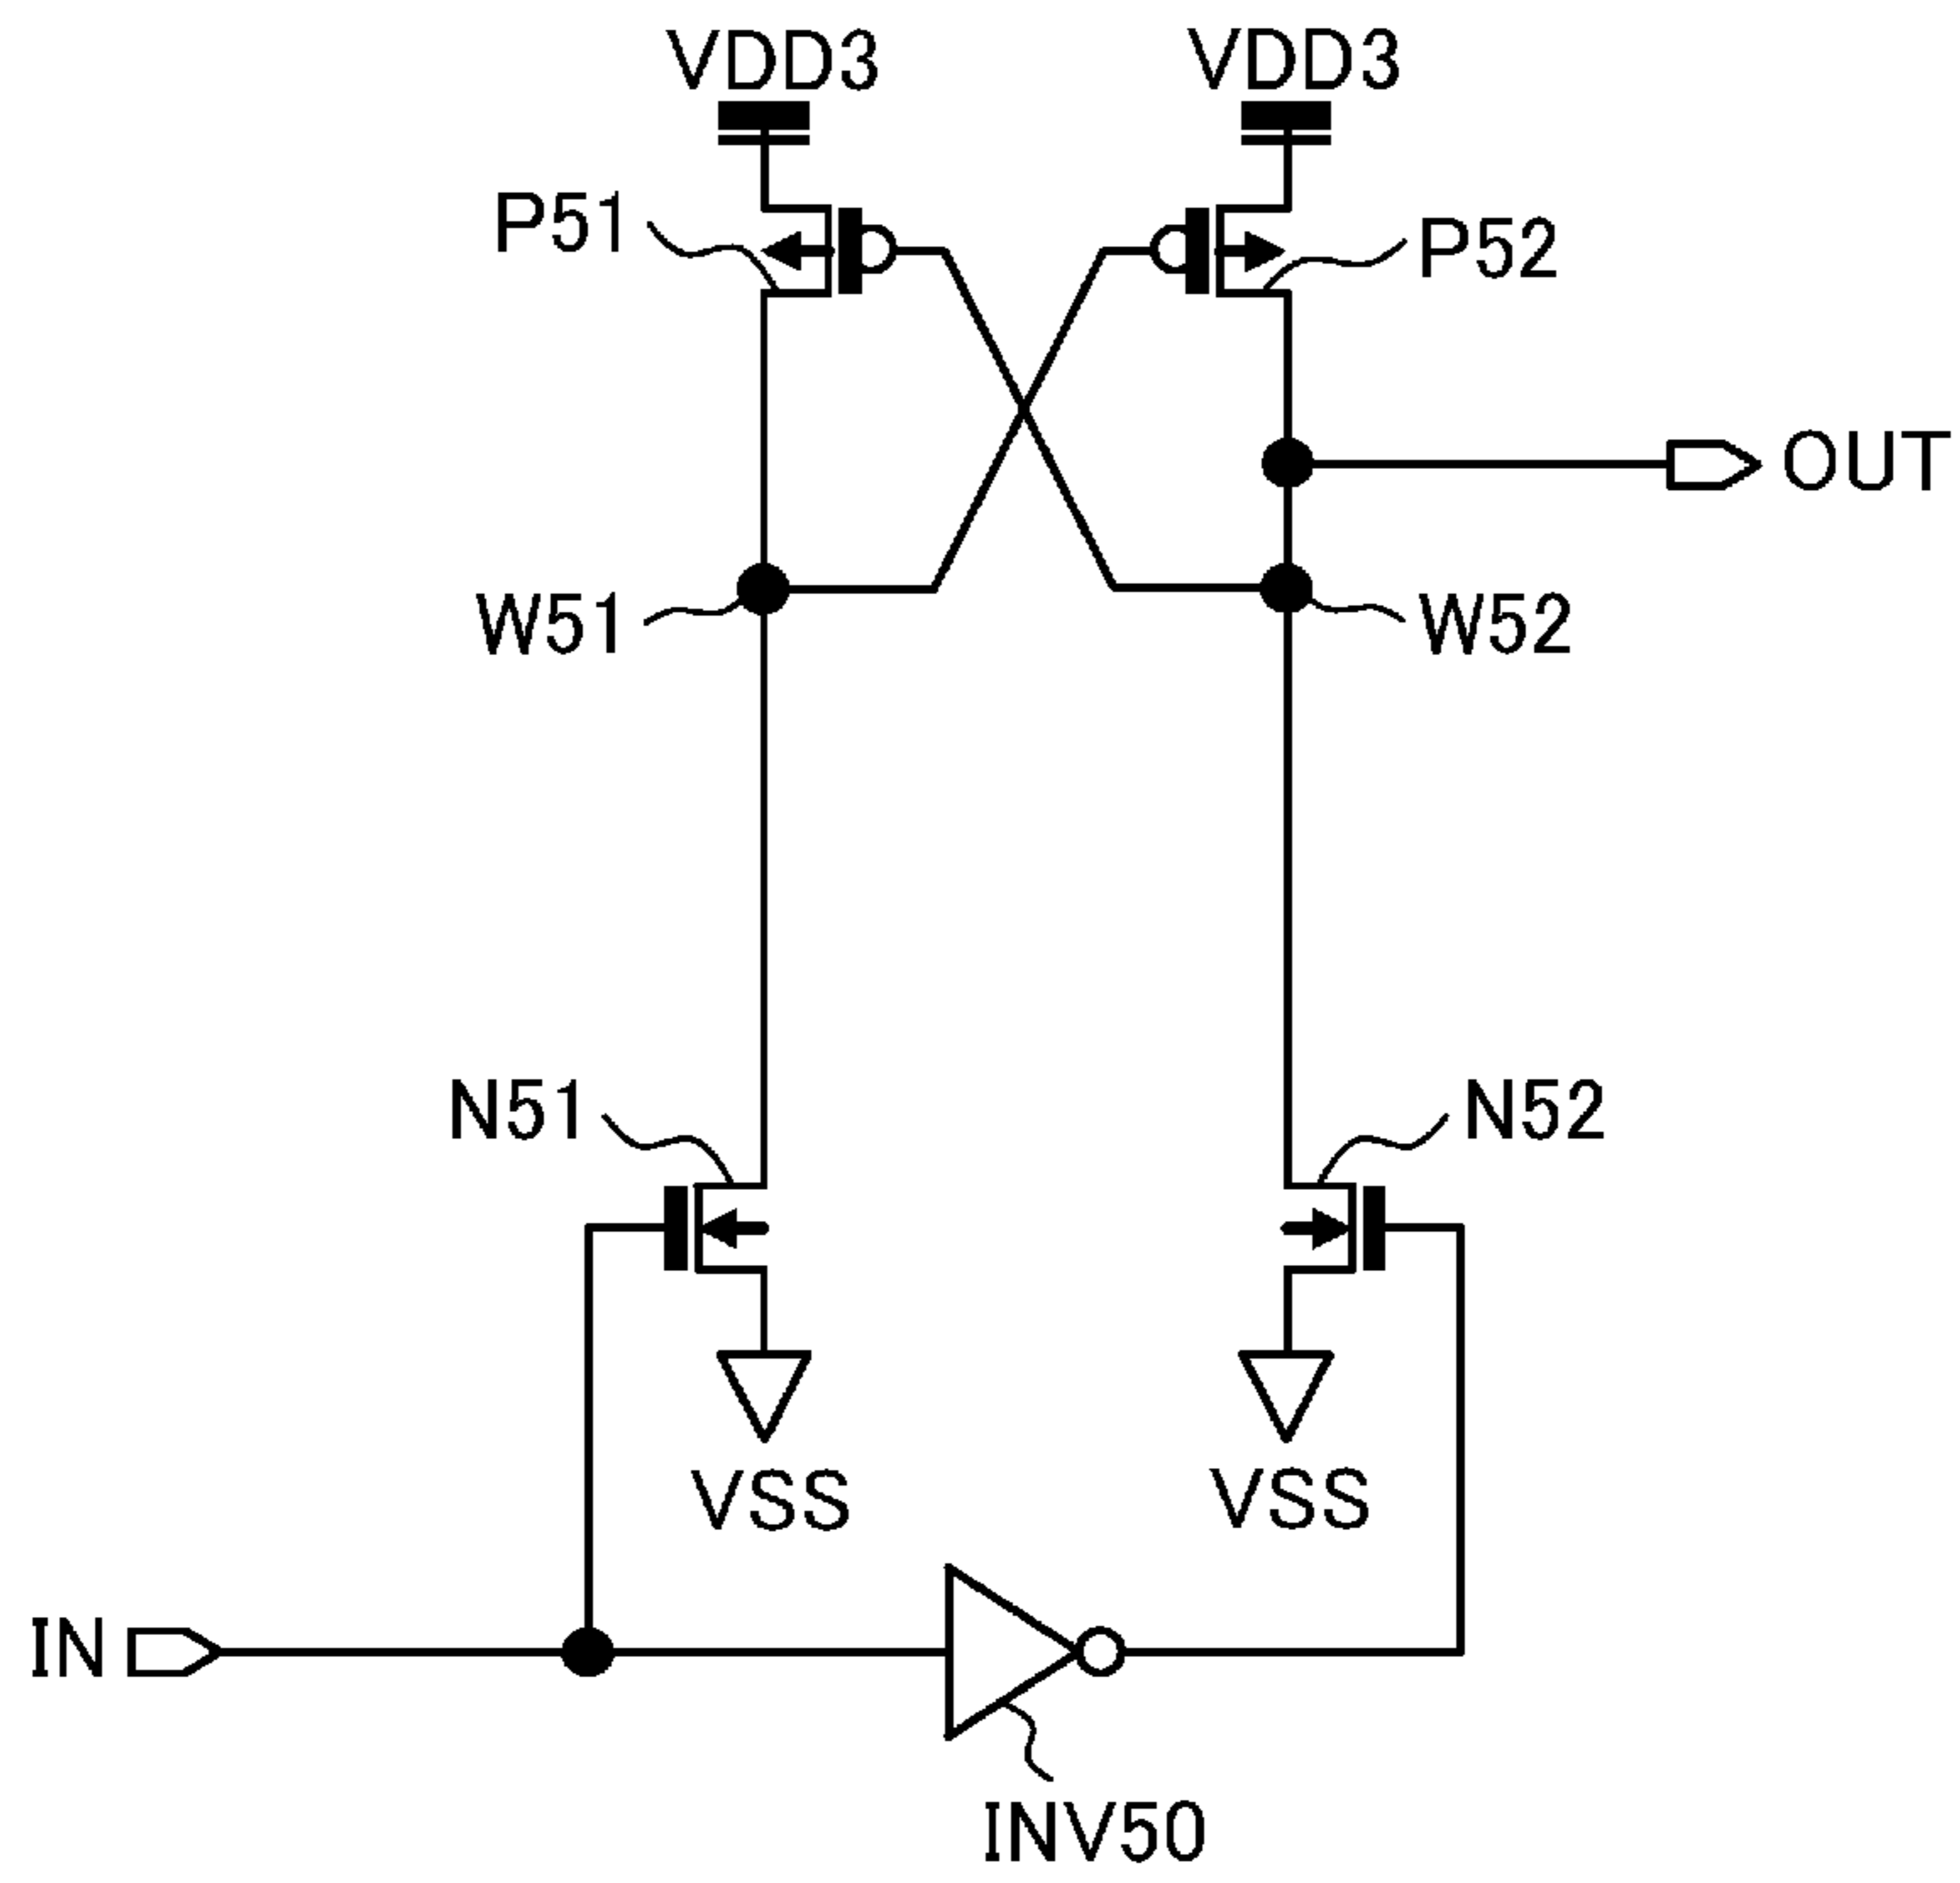 VDD3 VDD3
P51 P52
OUT
W51 W52
N51 N52
VSS VSS
IN
INV50